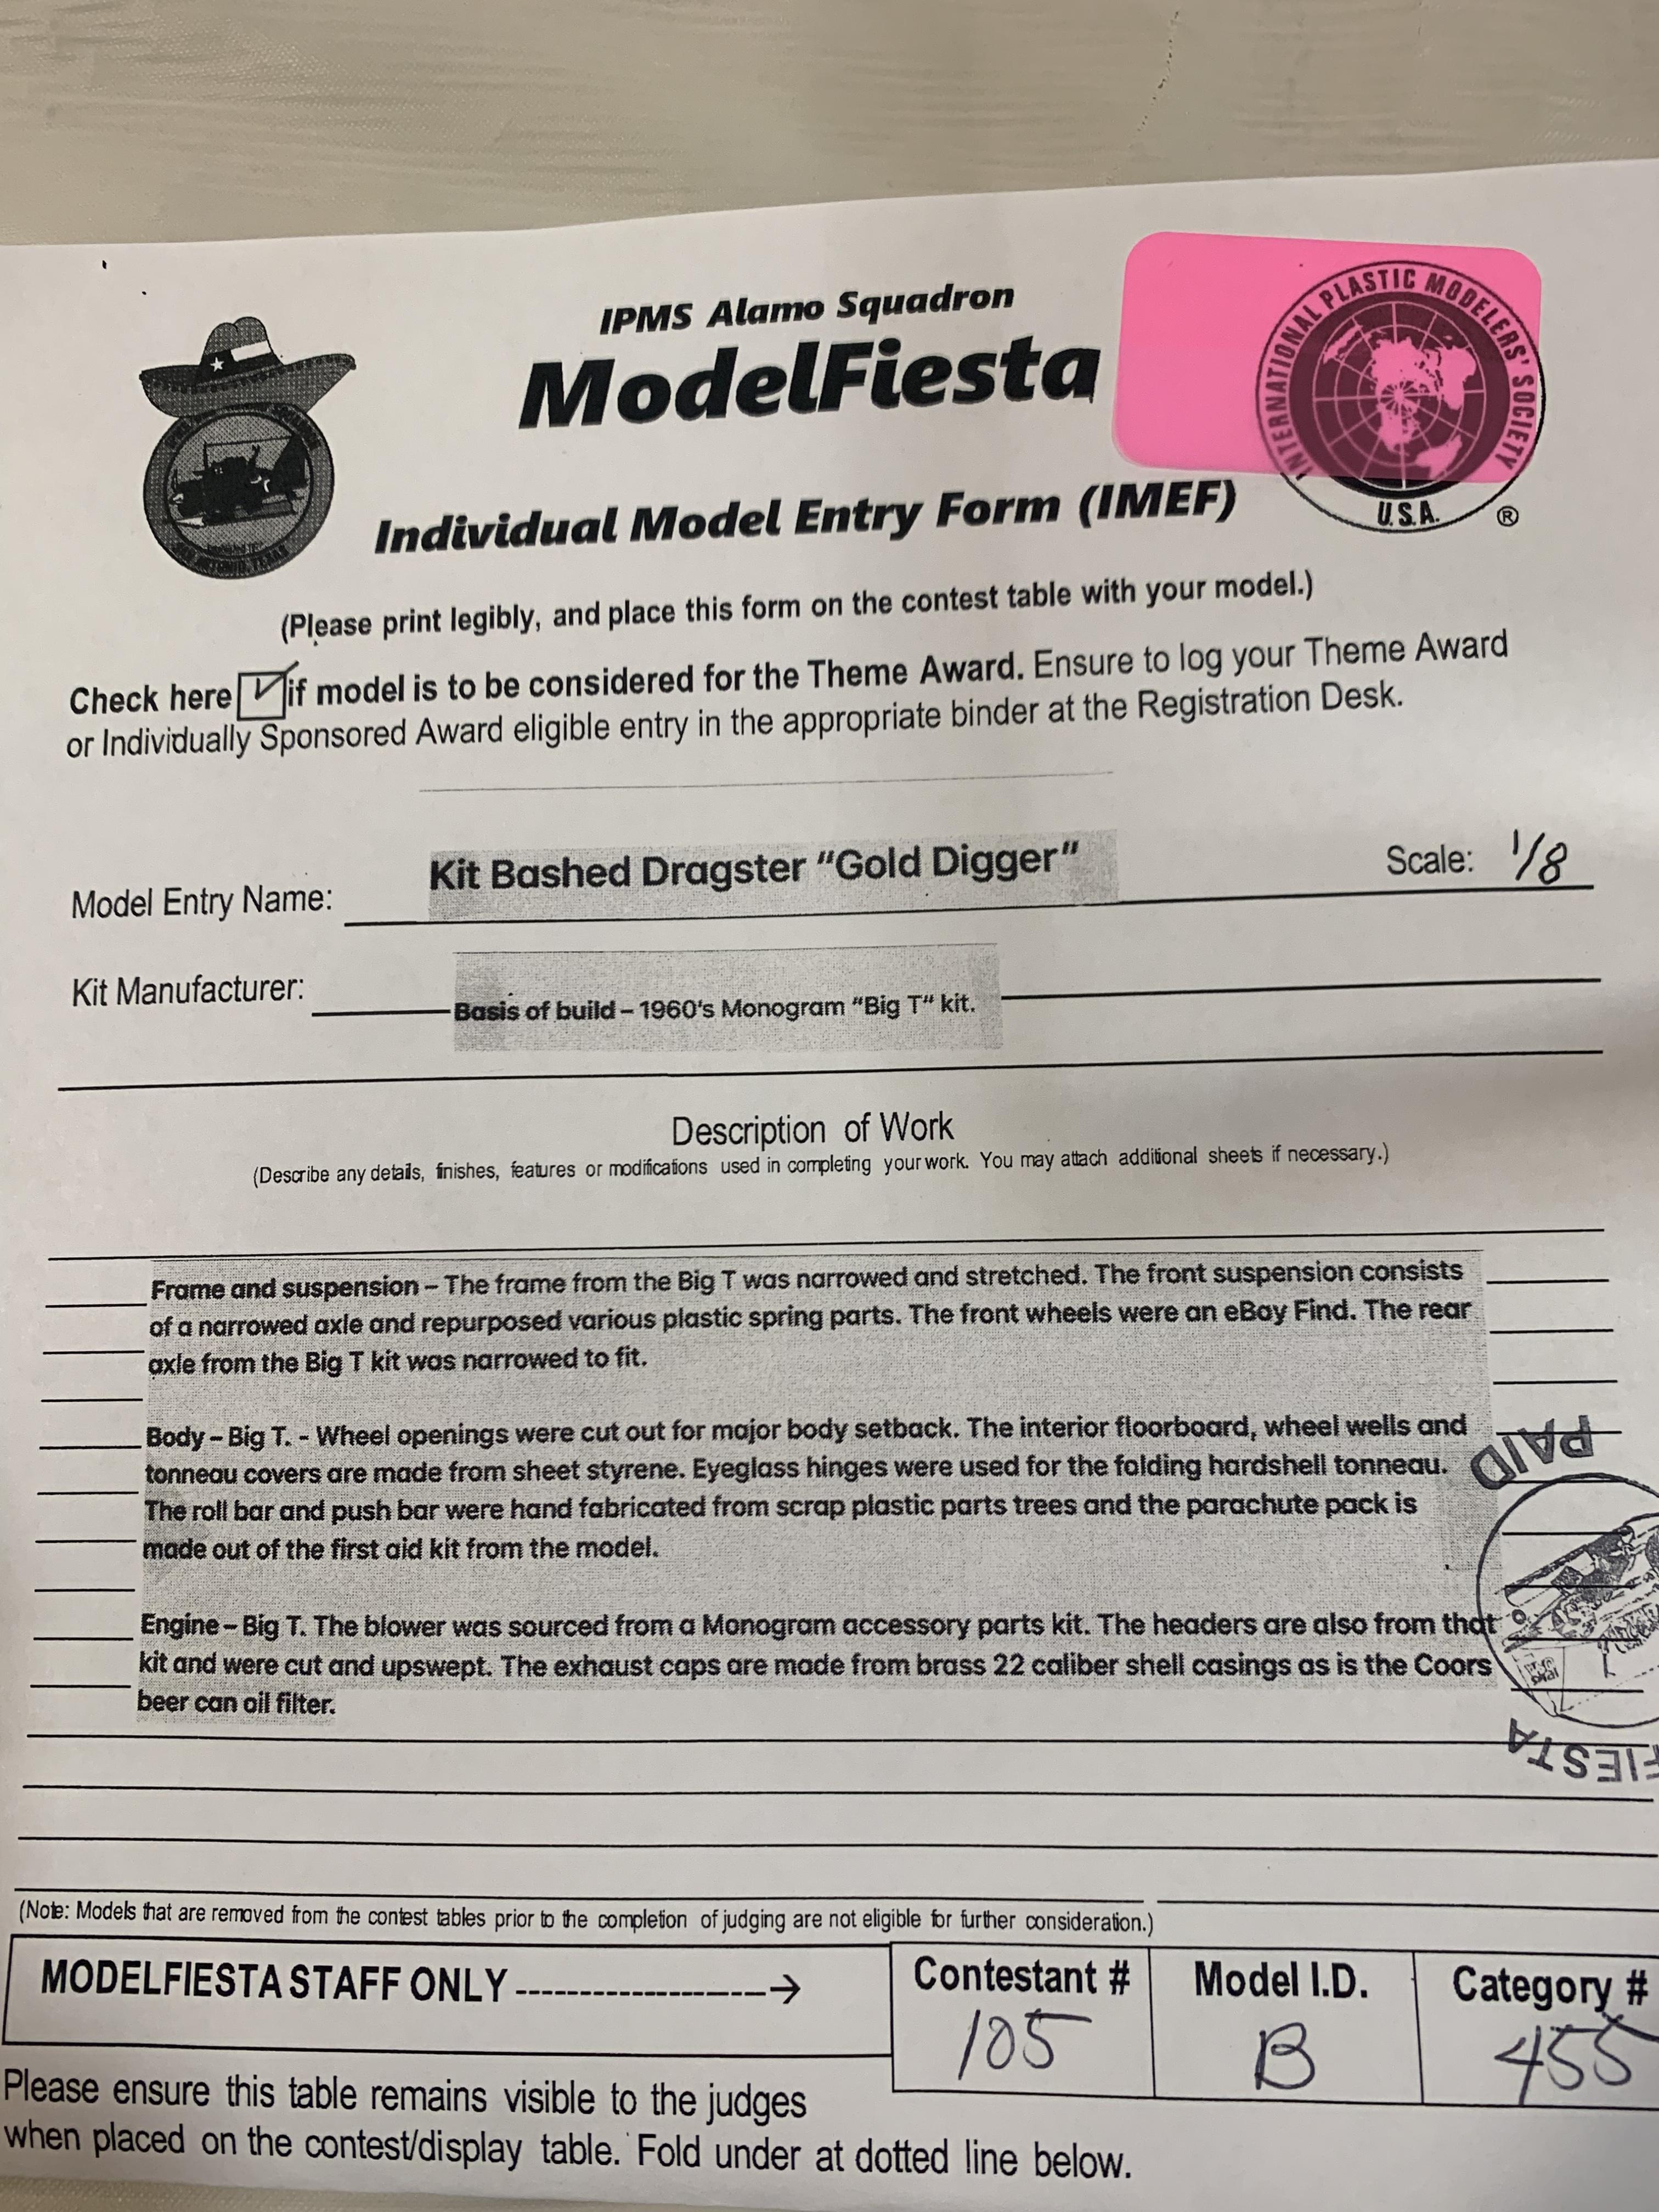 IPMS Alamo Squadron
ModelFiesta
INTERNATIONAL PLASTIC MODELERS' SOCIETY
U.S.A. ®
Individual Model Entry Form (IMEF)
(Please print legibly, and place this form on the contest table with your model.)
Check here if model is to be considered for the Theme Award. Ensure to log your Theme Award
or Individually Sponsored Award eligible entry in the appropriate binder at the Registration Desk.
Model Entry Name: Kit Bashed Dragster “Gold Digger” Scale: 1/8
Kit Manufacturer: Basis of build – 1960's Monogram “Big T“ kit.
Description of Work
(Describe any details, finishes, features or modifications used in completing your work. You may attach additional sheets if necessary.)
Frame and suspension – The frame from the Big T was narrowed and stretched. The front suspension consists
of a narrowed axle and repurposed various plastic spring parts. The front wheels were an eBay Find. The rear
axle from the Big T kit was narrowed to fit.
Body – Big T. - Wheel openings were cut out for major body setback. The interior floorboard, wheel wells and
tonneau covers are made from sheet styrene. Eyeglass hinges were used for the folding hardshell tonneau.
The roll bar and push bar were hand fabricated from scrap plastic parts trees and the parachute pack is
made out of the first aid kit from the model.
PAID
Engine – Big T. The blower was sourced from a Monogram accessory parts kit. The headers are also from that
kit and were cut and upswept. The exhaust caps are made from brass 22 caliber shell casings as is the Coors
beer can oil filter.
FIESTA
(Note: Models that are removed from the contest tables prior to the completion of judging are not eligible for further consideration.)
MODELFIESTA STAFF ONLY -------------------→
Contestant # Model I.D. Category #
105 B 455
Please ensure this table remains visible to the judges
when placed on the contest/display table. Fold under at dotted line below.